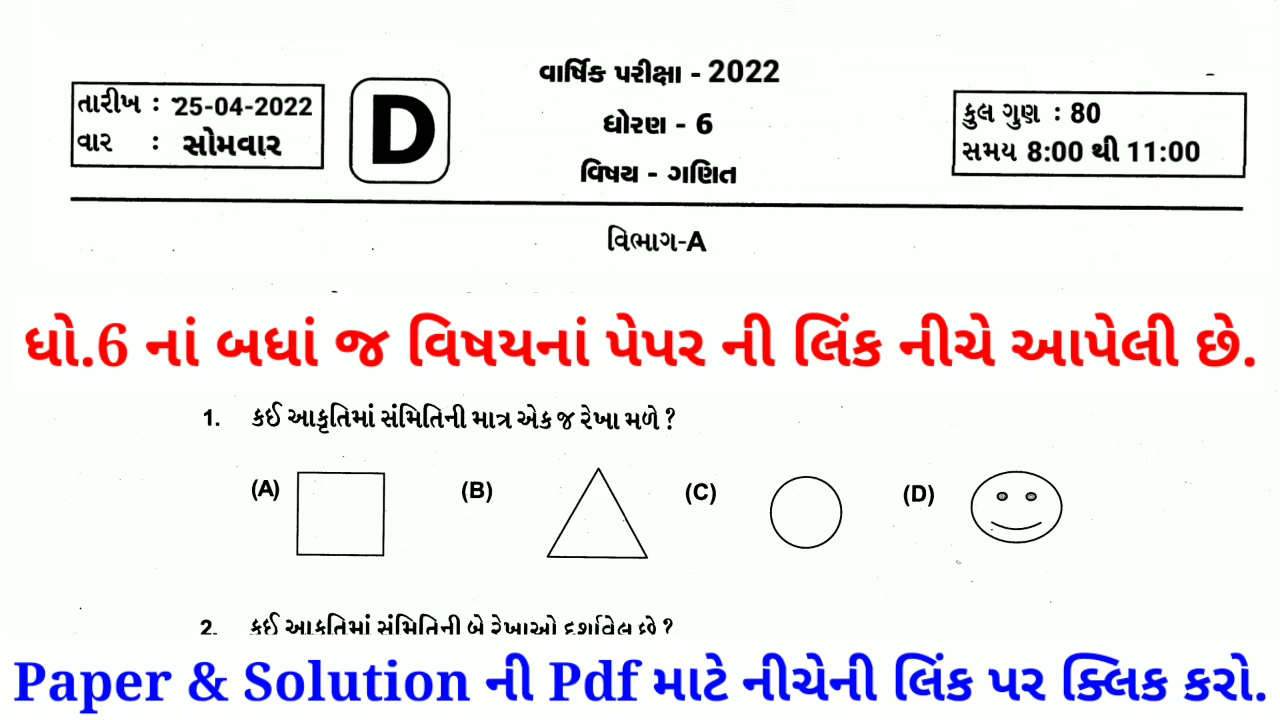 વાર્ષિક પરીક્ષા - 2022
તારીખ : 25-04-2022
વાર : સોમવાર
D
ધોરણ - 6
વિષય - ગણિત
કુલ ગુણ : 80
સમય 8:00 થી 11:00
વિભાગ-A
ધો.6 નાં બધાં જ વિષયનાં પેપર ની લિંક નીચે આપેલી છે.
1. કઈ આકૃતિમાં સંમિતિની માત્ર એક જ રેખા મળે ?
(A) (B) (C) (D)
2. કઈ આકૃતિમાં સંમિતિની બે રેખાઓ દર્શાવેલ છે ?
Paper & Solution ની Pdf માટે નીચેની લિંક પર ક્લિક કરો.